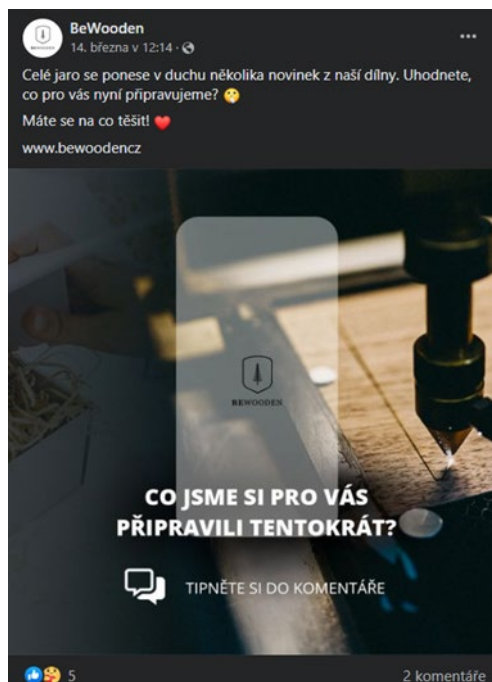 BeWooden
14. března v 12:14 ·
Celé jaro se ponese v duchu několika novinek z naší dílny. Uhodnete,
co pro vás nyní připravujeme?
Máte se na co těšit!
www.bewoodencz
BEWOODEN
CO JSME SI PRO VÁS
PŘIPRAVILI TENTOKRÁT?
TIPNĚTE SI DO KOMENTÁŘE
5
2 komentáře